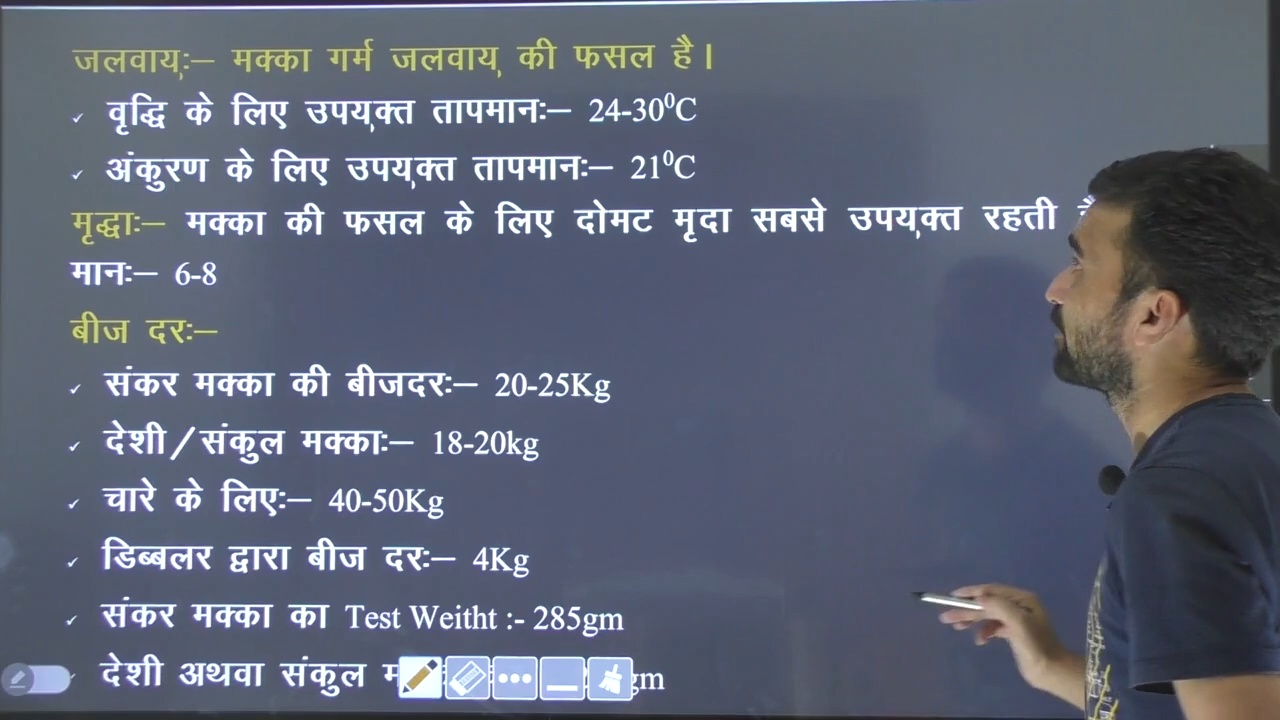 जलवायु:– मक्का गर्म जलवायु की फसल है।
✓ वृद्धि के लिए उपयुक्त तापमानः– 24-30⁰C
✓ अंकुरण के लिए उपयुक्त तापमानः– 21⁰C
मृद्धाः– मक्का की फसल के लिए दोमट मृदा सबसे उपयुक्त रहती
मानः– 6-8
बीज दरः–
✓ संकर मक्का की बीजदरः– 20-25Kg
✓ देशी/संकुल मक्काः– 18-20kg
✓ चारे के लिएः– 40-50Kg
✓ डिब्बलर द्वारा बीज दरः– 4Kg
✓ संकर मक्का का Test Weitht :- 285gm
देशी अथवा संकुल gm